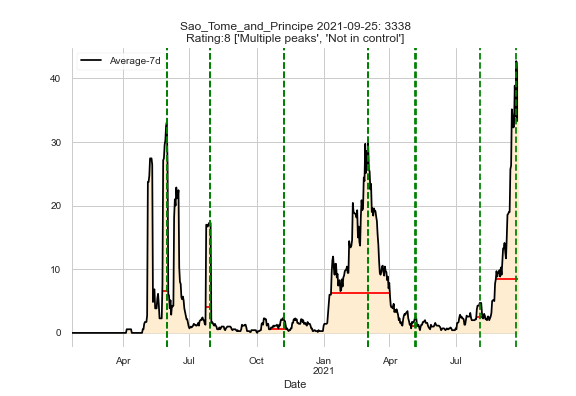 Sao_Tome_and_Principe 2021-09-25: 3338
Rating:8 ['Multiple peaks', 'Not in control']
Average-7d
40
30
20
10
0
Apr Jul Oct Jan Apr Jul
2021
Date